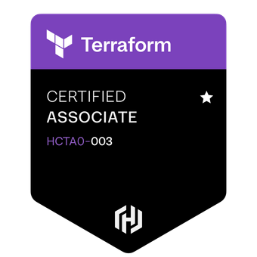 Terraform
CERTIFIED
ASSOCIATE
HCTA0-003